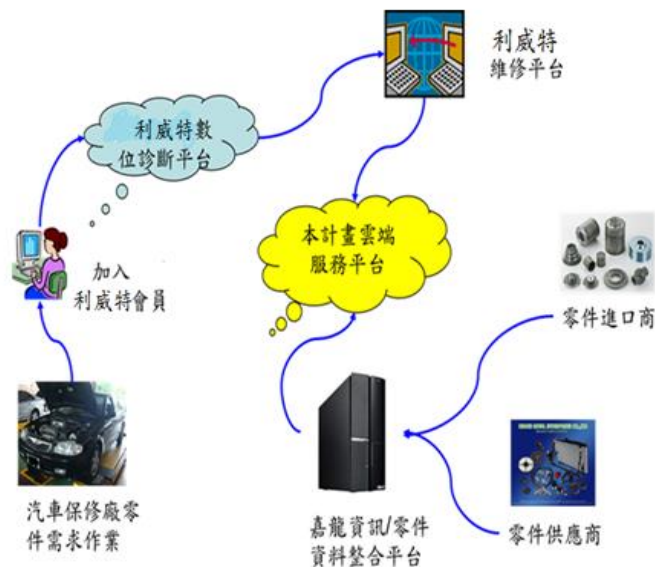 利威特
維修平台
利威特數
位診斷平台
本計畫雲端
服務平台
加入
利威特會員
零件進口商
汽車保修廠零
件需求作業
嘉龍資訊/零件
資料整合平台
零件供應商